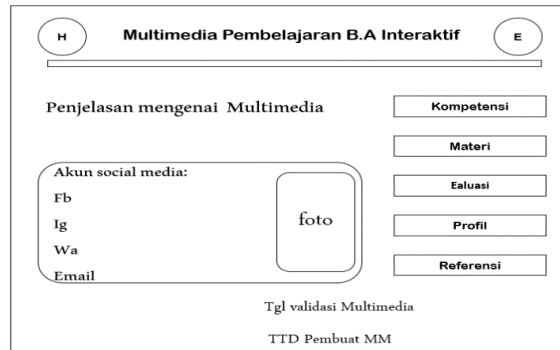 H
Multimedia Pembelajaran B.A Interaktif
E
Penjelasan mengenai Multimedia
Kompetensi
Materi
Ealuasi
Profil
Referensi
Akun social media:
Fb
Ig
Wa
Email
foto
Tgl validasi Multimedia
TTD Pembuat MM